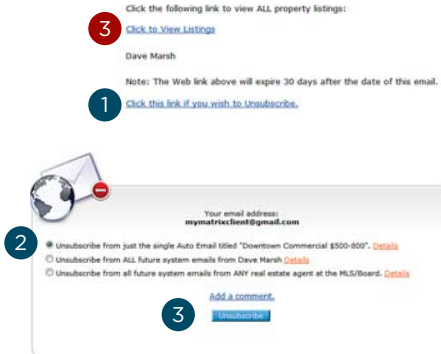 Click the following link to view ALL property listings:
3 Click to View Listings
Dave Marsh
Note: The Web link above will expire 30 days after the date of this email.
1 Click this link if you wish to Unsubscribe.
Your email address:
mymatrixclient@gmail.com
2 Unsubscribe from just the single Auto Email titled "Downtown Commercial $500-800". Details
Unsubscribe from ALL future system emails from Dave Marsh Details
Unsubscribe from all future system emails from ANY real estate agent at the MLS/Board. Details
Add a comment.
3 Unsubscribe